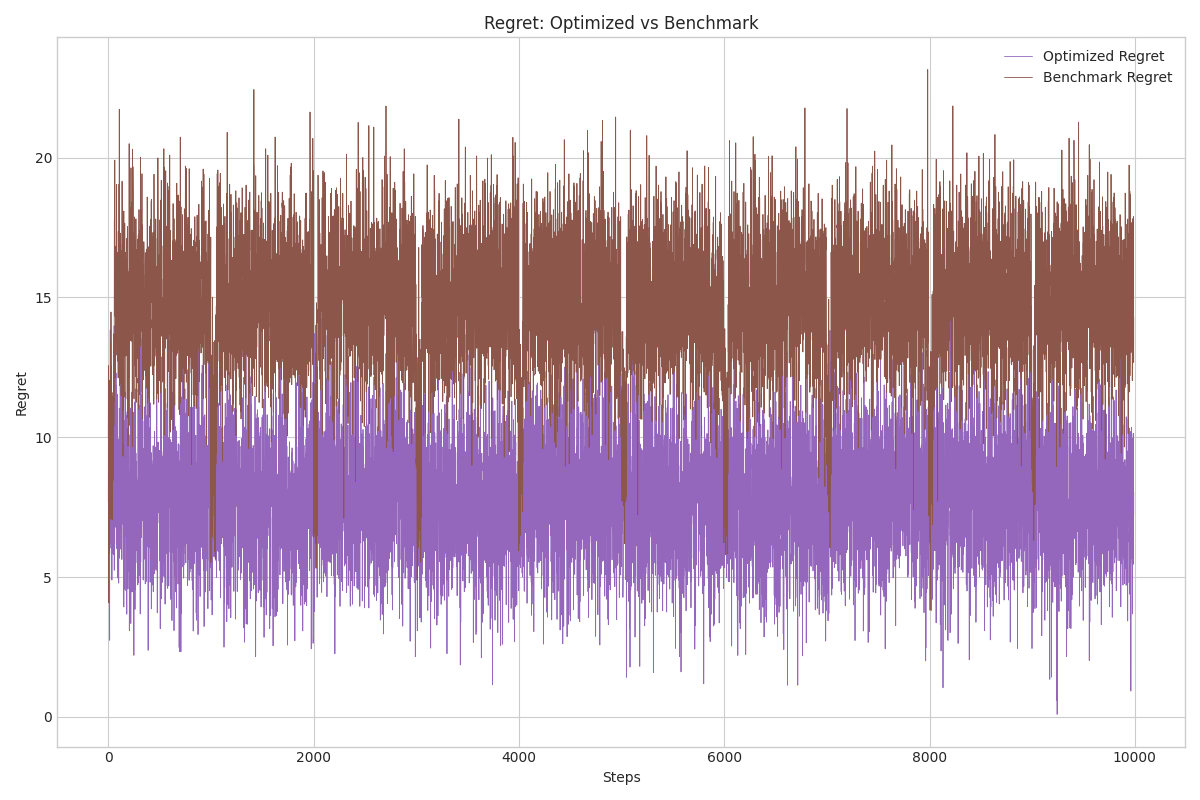 Regret: Optimized vs Benchmark
Optimized Regret
Benchmark Regret
Regret
20
15
10
5
0
0 2000 4000 6000 8000 10000
Steps